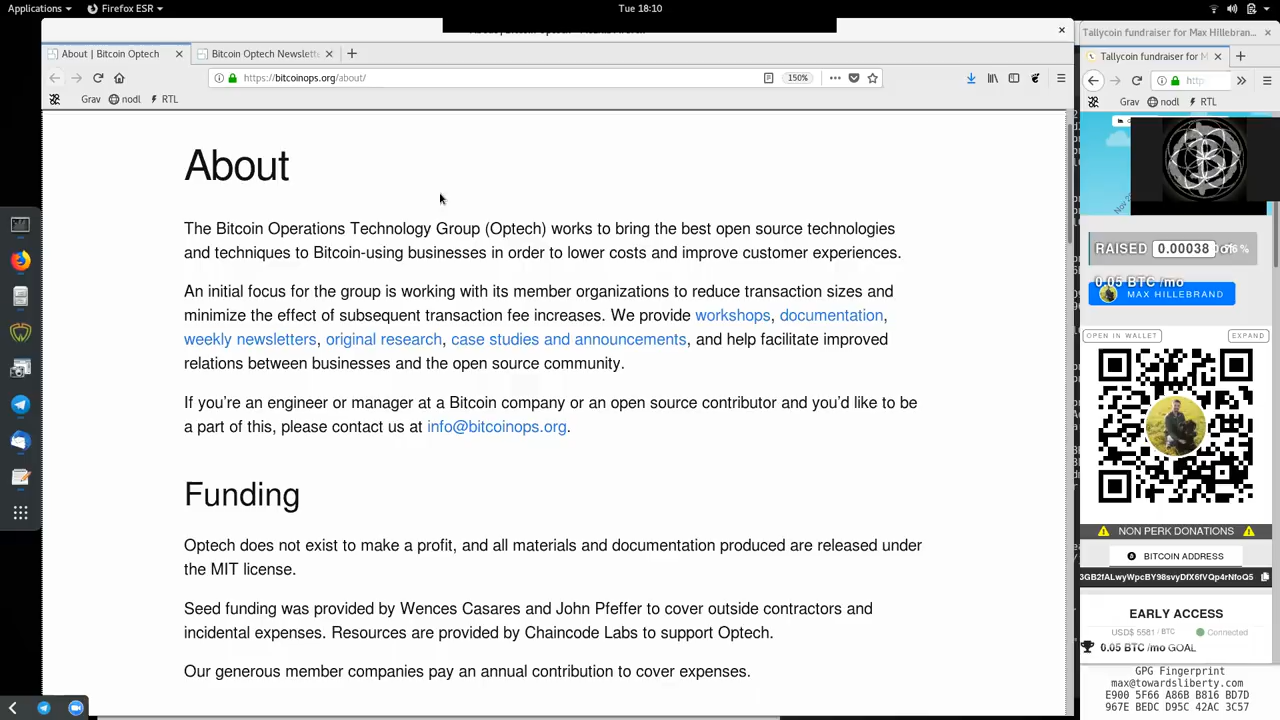 Applications
Firefox ESR
Tue 18:10
About | Bitcoin Optech
Bitcoin Optech Newslette
https://bitcoinops.org/about/
150%
Grav
nodl
RTL
About
The Bitcoin Operations Technology Group (Optech) works to bring the best open source technologies
and techniques to Bitcoin-using businesses in order to lower costs and improve customer experiences.
An initial focus for the group is working with its member organizations to reduce transaction sizes and
minimize the effect of subsequent transaction fee increases. We provide workshops, documentation,
weekly newsletters, original research, case studies and announcements, and help facilitate improved
relations between businesses and the open source community.
If you’re an engineer or manager at a Bitcoin company or an open source contributor and you’d like to be
a part of this, please contact us at info@bitcoinops.org.
Funding
Optech does not exist to make a profit, and all materials and documentation produced are released under
the MIT license.
Seed funding was provided by Wences Casares and John Pfeffer to cover outside contractors and
incidental expenses. Resources are provided by Chaincode Labs to support Optech.
Our generous member companies pay an annual contribution to cover expenses.
Tallycoin fundraiser for Max Hillebran...
Tallycoin fundraiser for M
http
Grav
nodl
RTL
RAISED 0.00038
0.05 BTC /mo
MAX HILLEBRAND
OPEN IN WALLET
EXPAND
NON PERK DONATIONS
BITCOIN ADDRESS
3GB2fALwyWpcBY98svyDfX6fVQp4rNfoQ5
EARLY ACCESS
USD$ 5581 / BTC
Connected
0.05 BTC /mo GOAL
GPG Fingerprint
max@towardsliberty.com
E900 5F66 A86B B816 BD7D
967E BEDC D95C 42AC 3C57